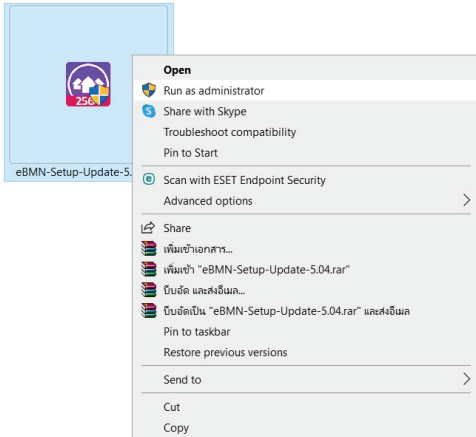 256
eBMN-Setup-Update-5.
Open
Run as administrator
Share with Skype
Troubleshoot compatibility
Pin to Start
Scan with ESET Endpoint Security
Advanced options
Share
เพิ่มเข้าเอกสาร...
เพิ่มเข้า "eBMN-Setup-Update-5.04.rar"
บีบอัด และส่งอีเมล...
บีบอัดเป็น "eBMN-Setup-Update-5.04.rar" และส่งอีเมล
Pin to taskbar
Restore previous versions
Send to
Cut
Copy